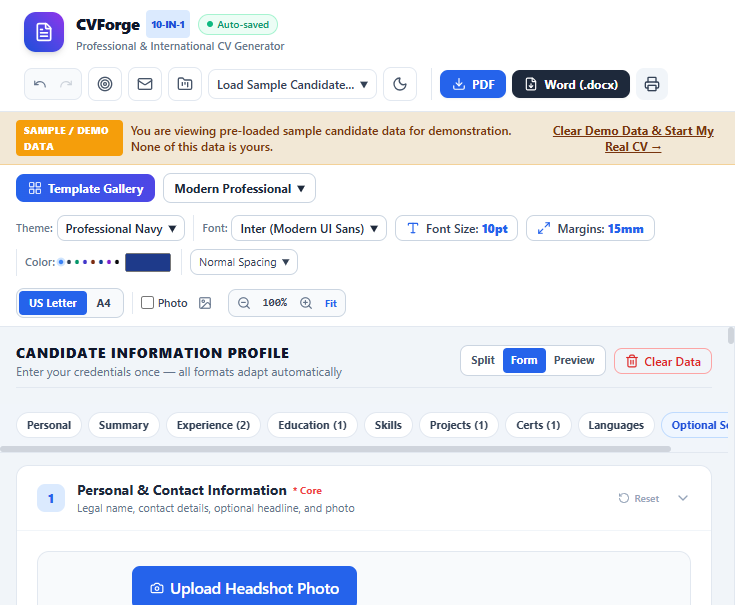 CVForge 10-IN-1 Auto-saved
Professional & International CV Generator
Load Sample Candidate... ▼ PDF Word (.docx)
SAMPLE / DEMO DATA
You are viewing pre-loaded sample candidate data for demonstration.
None of this data is yours.
Clear Demo Data & Start My
Real CV →
Template Gallery Modern Professional ▼
Theme: Professional Navy ▼ Font: Inter (Modern UI Sans) ▼ Font Size: 10pt Margins: 15mm
Color: Normal Spacing ▼
US Letter A4 Photo 100% Fit
CANDIDATE INFORMATION PROFILE
Enter your credentials once — all formats adapt automatically
Split Form Preview Clear Data
Personal Summary Experience (2) Education (1) Skills Projects (1) Certs (1) Languages Optional
1 Personal & Contact Information * Core
Legal name, contact details, optional headline, and photo
Reset
Upload Headshot Photo